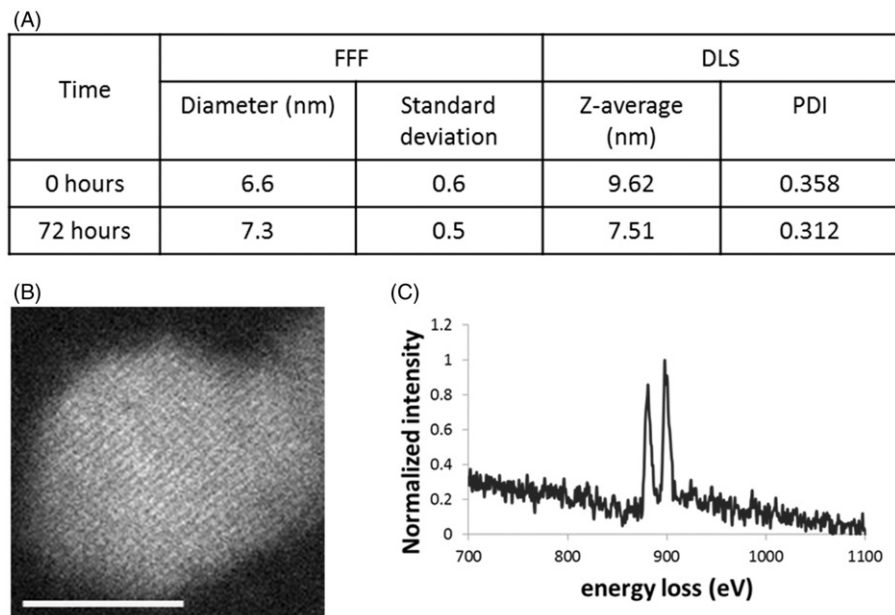 (A)
Time
FFF
DLS
Diameter (nm)
Standard
deviation
Z-average
(nm)
PDI
0 hours
6.6
0.6
9.62
0.358
72 hours
7.3
0.5
7.51
0.312
(B)
(C)
Normalized intensity
1.2
1
0.8
0.6
0.4
0.2
0
700
800
900
1000
1100
energy loss (eV)